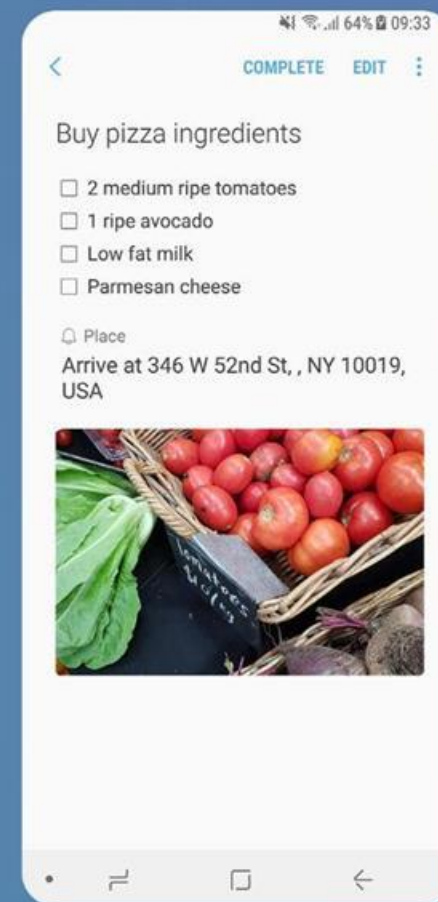 64% 09:33
COMPLETE EDIT
Buy pizza ingredients
2 medium ripe tomatoes
1 ripe avocado
Low fat milk
Parmesan cheese
Place
Arrive at 346 W 52nd St, , NY 10019,
USA
Tomatoes